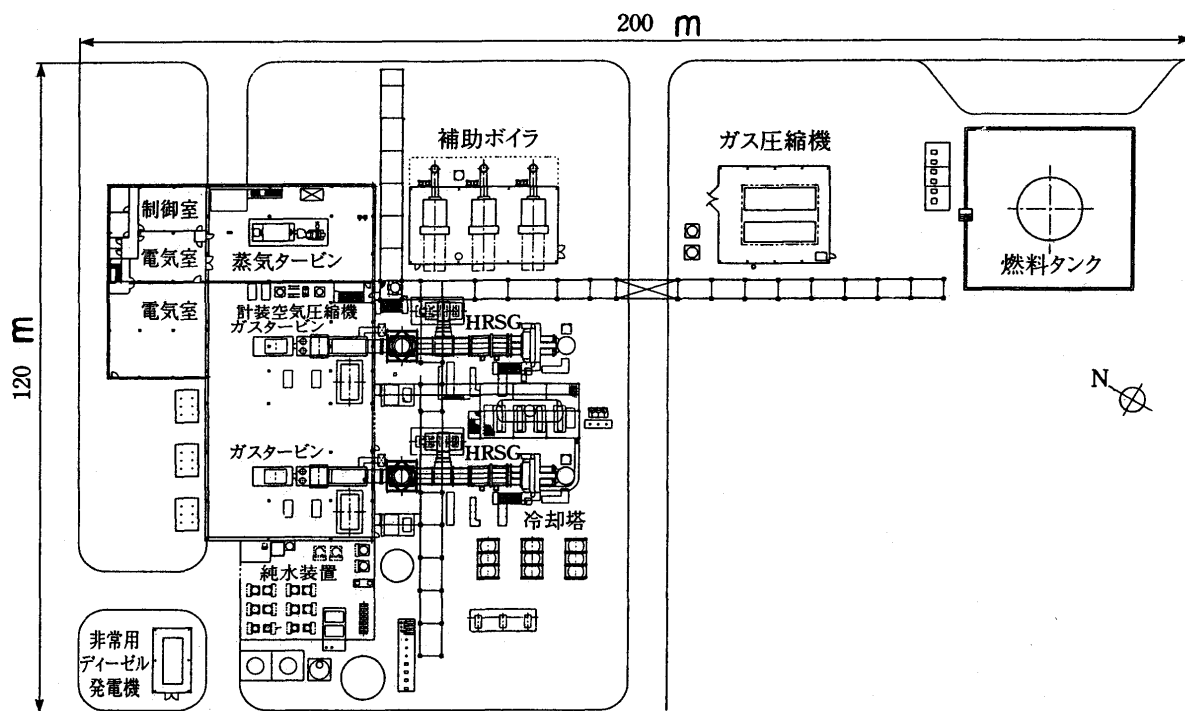 200 m
120 m
補助ボイラ
ガス圧縮機
燃料タンク
制御室
電気室
蒸気タービン
電気室
計装空気圧縮機
ガスタービン
HRSG
N
ガスタービン
HRSG
冷却塔
純水装置
非常用
ディーゼル
発電機